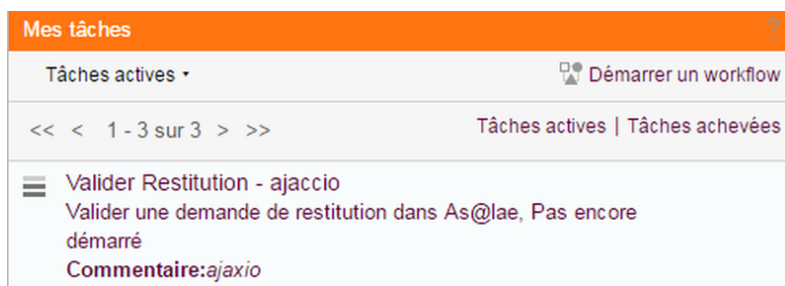 Mes tâches ?
Tâches actives ▾ Démarrer un workflow
<< < 1 - 3 sur 3 > >> Tâches actives | Tâches achevées
Valider Restitution - ajaccio
Valider une demande de restitution dans As@lae, Pas encore
démarré
Commentaire:ajaxio